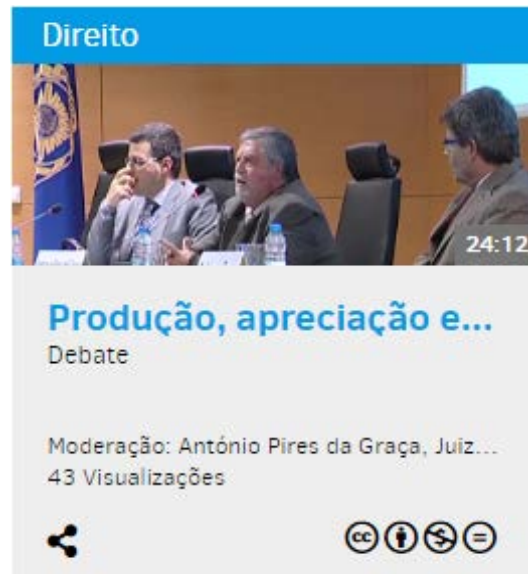 Direito
24:12
Produção, apreciação e...
Debate
Moderação: António Pires da Graça, Juiz...
43 Visualizações